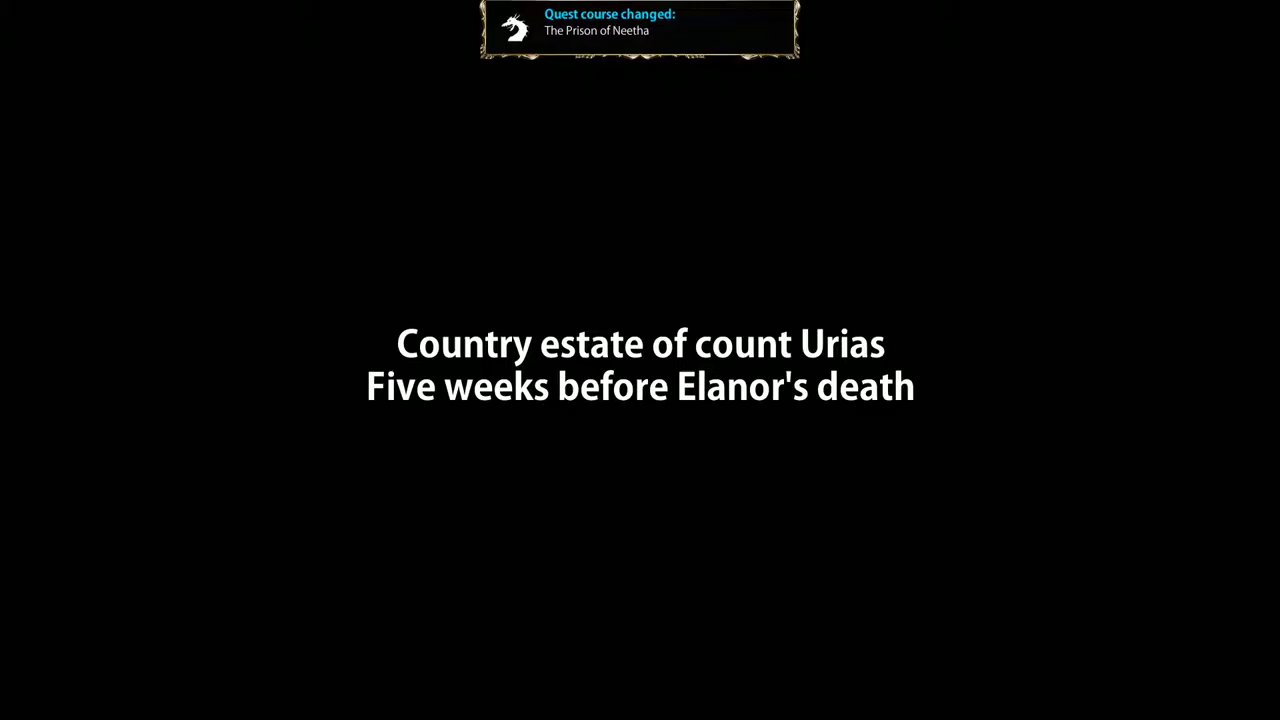 Quest course changed:
The Prison of Neetha
Country estate of count Urias
Five weeks before Elanor's death